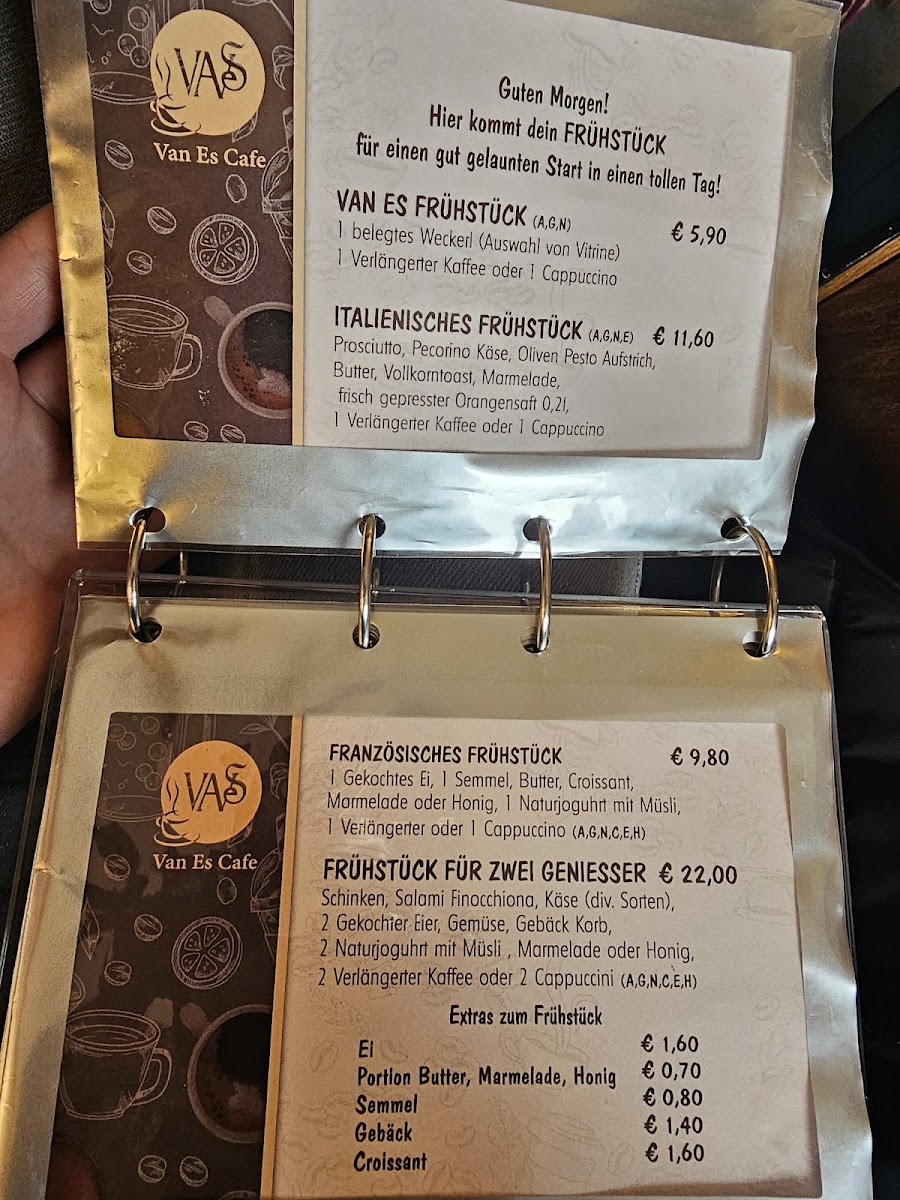 VAS
Van Es Cafe
Guten Morgen!
Hier kommt dein FRÜHSTÜCK
für einen gut gelaunten Start in einen tollen Tag!
VAN ES FRÜHSTÜCK (A,G,N) € 5,90
1 belegtes Weckerl (Auswahl von Vitrine)
1 Verlängerter Kaffee oder 1 Cappuccino
ITALIENISCHES FRÜHSTÜCK (A,G,N,E) € 11,60
Prosciutto, Pecorino Käse, Oliven Pesto Aufstrich,
Butter, Vollkorntoast, Marmelade,
frisch gepresster Orangensaft 0,2l,
1 Verlängerter Kaffee oder 1 Cappuccino
VAS
Van Es Cafe
FRANZÖSISCHES FRÜHSTÜCK € 9,80
1 Gekochtes Ei, 1 Semmel, Butter, Croissant,
Marmelade oder Honig, 1 Naturjoguhrt mit Müsli,
1 Verlängerter oder 1 Cappuccino (A,G,N,C,E,H)
FRÜHSTÜCK FÜR ZWEI GENIESSER € 22,00
Schinken, Salami Finocchiona, Käse (div. Sorten),
2 Gekochter Eier, Gemüse, Gebäck Korb,
2 Naturjoguhrt mit Müsli , Marmelade oder Honig,
2 Verlängerter Kaffee oder 2 Cappuccini (A,G,N,C,E,H)
Extras zum Frühstück
Ei € 1,60
Portion Butter, Marmelade, Honig € 0,70
Semmel € 0,80
Gebäck € 1,40
Croissant € 1,60